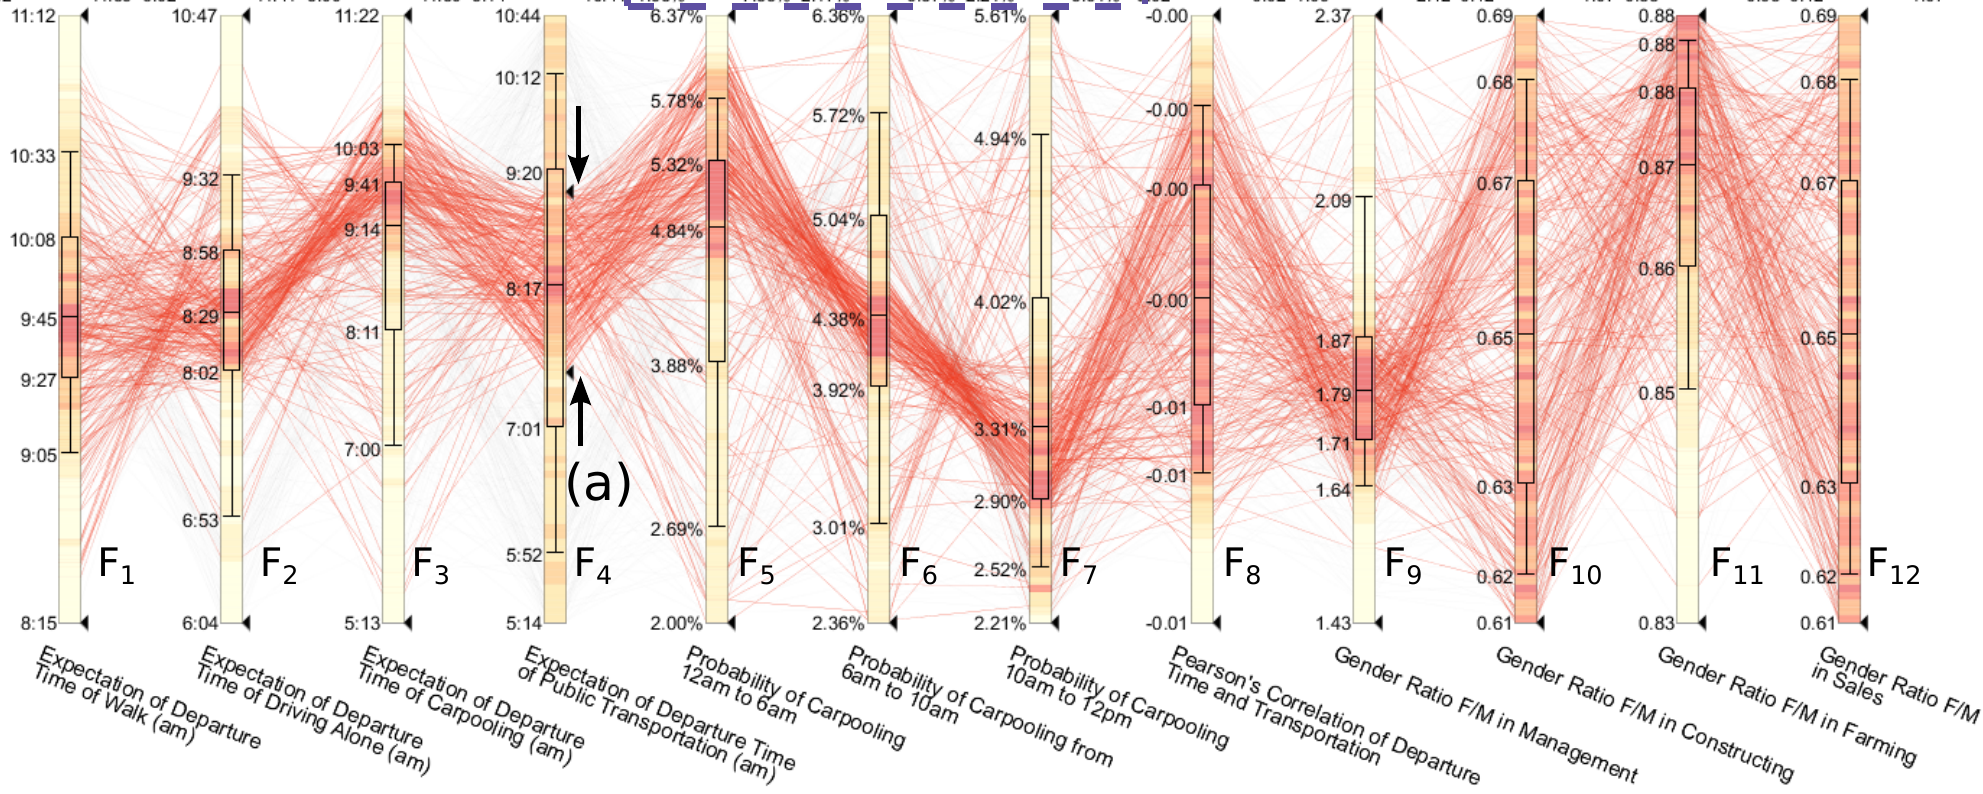 11:12
10:33
10:08
9:45
9:27
9:05
8:15
F1
10:47
9:32
8:58
8:29
8:02
6:53
6:04
F2
11:22
10:03
9:41
9:14
8:11
7:00
5:13
F3
10:44
10:12
9:20
8:17
7:01
5:52
5:14
(a)
F4
6.37%
5.78%
5.32%
4.84%
3.88%
2.69%
2.00%
F5
6.36%
5.72%
5.04%
4.38%
3.92%
3.01%
2.36%
F6
5.61%
4.94%
4.02%
3.31%
2.90%
2.52%
2.21%
F7
-0.00
-0.00
-0.00
-0.00
-0.01
-0.01
-0.01
F8
2.37
2.09
1.87
1.79
1.71
1.64
1.43
F9
0.69
0.68
0.67
0.65
0.63
0.62
0.61
F10
0.88
0.88
0.88
0.87
0.86
0.85
0.83
F11
0.69
0.68
0.67
0.65
0.63
0.62
0.61
F12
Expectation of Departure
Time of Walk (am)
Expectation of Departure
Time of Driving Alone (am)
Expectation of Departure
Time of Carpooling (am)
Expectation of Departure Time
of Public Transportation (am)
Probability of Carpooling
12am to 6am
Probability of Carpooling from
6am to 10am
Probability of Carpooling
10am to 12pm
Pearson's Correlation of Departure
Time and Transportation
Gender Ratio F/M in Management
Gender Ratio F/M in Constructing
Gender Ratio F/M in Farming
Gender Ratio F/M
in Sales